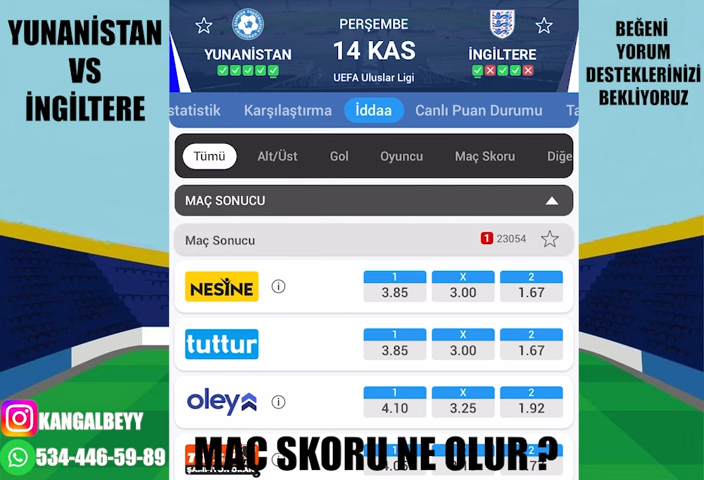 YUNANİSTAN
VS
İNGİLTERE
PERŞEMBE
14 KAS
UEFA Uluslar Ligi
YUNANİSTAN
İNGİLTERE
BEĞENİ
YORUM
DESTEKLERİNİZİ
BEKLİYORUZ
statistik Karşılaştırma İddaa Canlı Puan Durumu Ta
Tümü Alt/Üst Gol Oyuncu Maç Skoru Diğe
MAÇ SONUCU
Maç Sonucu 1 23054
NESİNE 1 X 2
3.85 3.00 1.67
tuttur 1 X 2
3.85 3.00 1.67
oley 1 X 2
4.10 3.25 1.92
KANGALBEYY
534-446-59-89
MAÇ SKORU NE OLUR ?